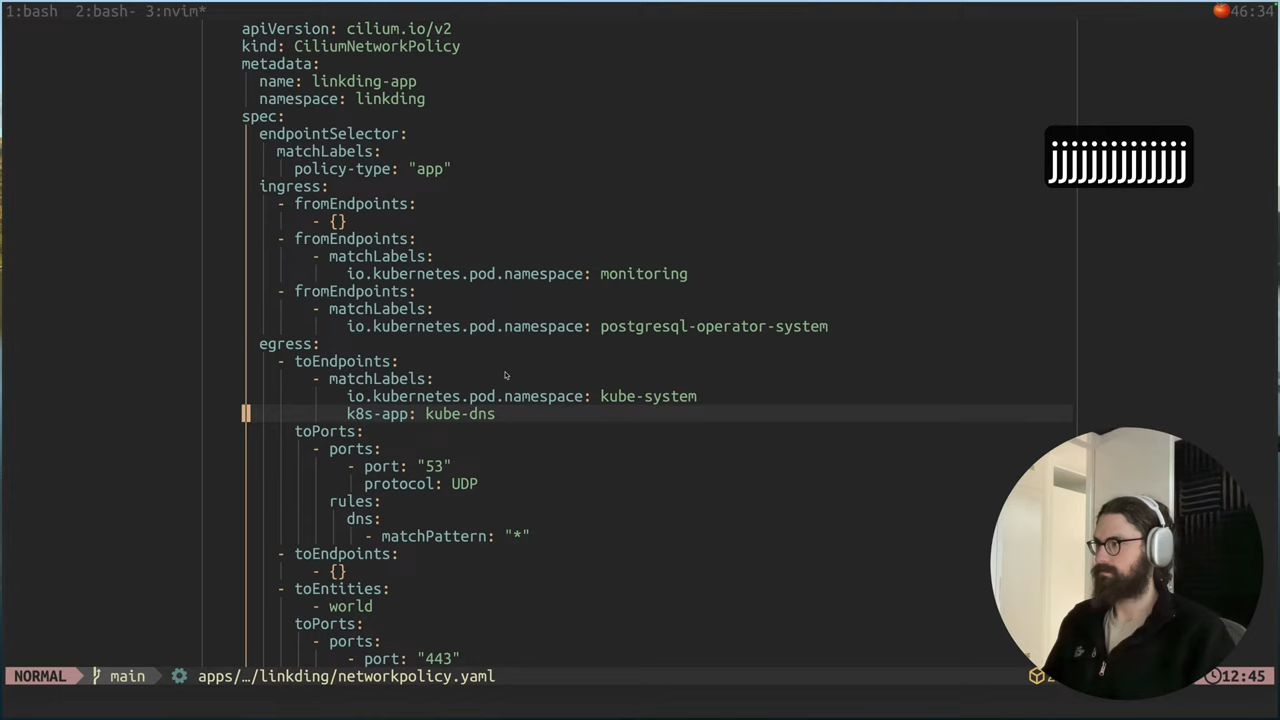 1:bash  2:bash- 3:nvim*
46:34
apiVersion: cilium.io/v2
kind: CiliumNetworkPolicy
metadata:
  name: linkding-app
  namespace: linkding
spec:
  endpointSelector:
    matchLabels:
      policy-type: "app"
  ingress:
    - fromEndpoints:
        - {}
    - fromEndpoints:
        - matchLabels:
            io.kubernetes.pod.namespace: monitoring
    - fromEndpoints:
        - matchLabels:
            io.kubernetes.pod.namespace: postgresql-operator-system
  egress:
    - toEndpoints:
        - matchLabels:
            io.kubernetes.pod.namespace: kube-system
            k8s-app: kube-dns
      toPorts:
        - ports:
            - port: "53"
              protocol: UDP
          rules:
            dns:
              - matchPattern: "*"
    - toEndpoints:
        - {}
    - toEntities:
        - world
      toPorts:
        - ports:
            - port: "443"
jjjjjjjjjjjjj
NORMAL  main  apps/…/linkding/networkpolicy.yaml
12:45